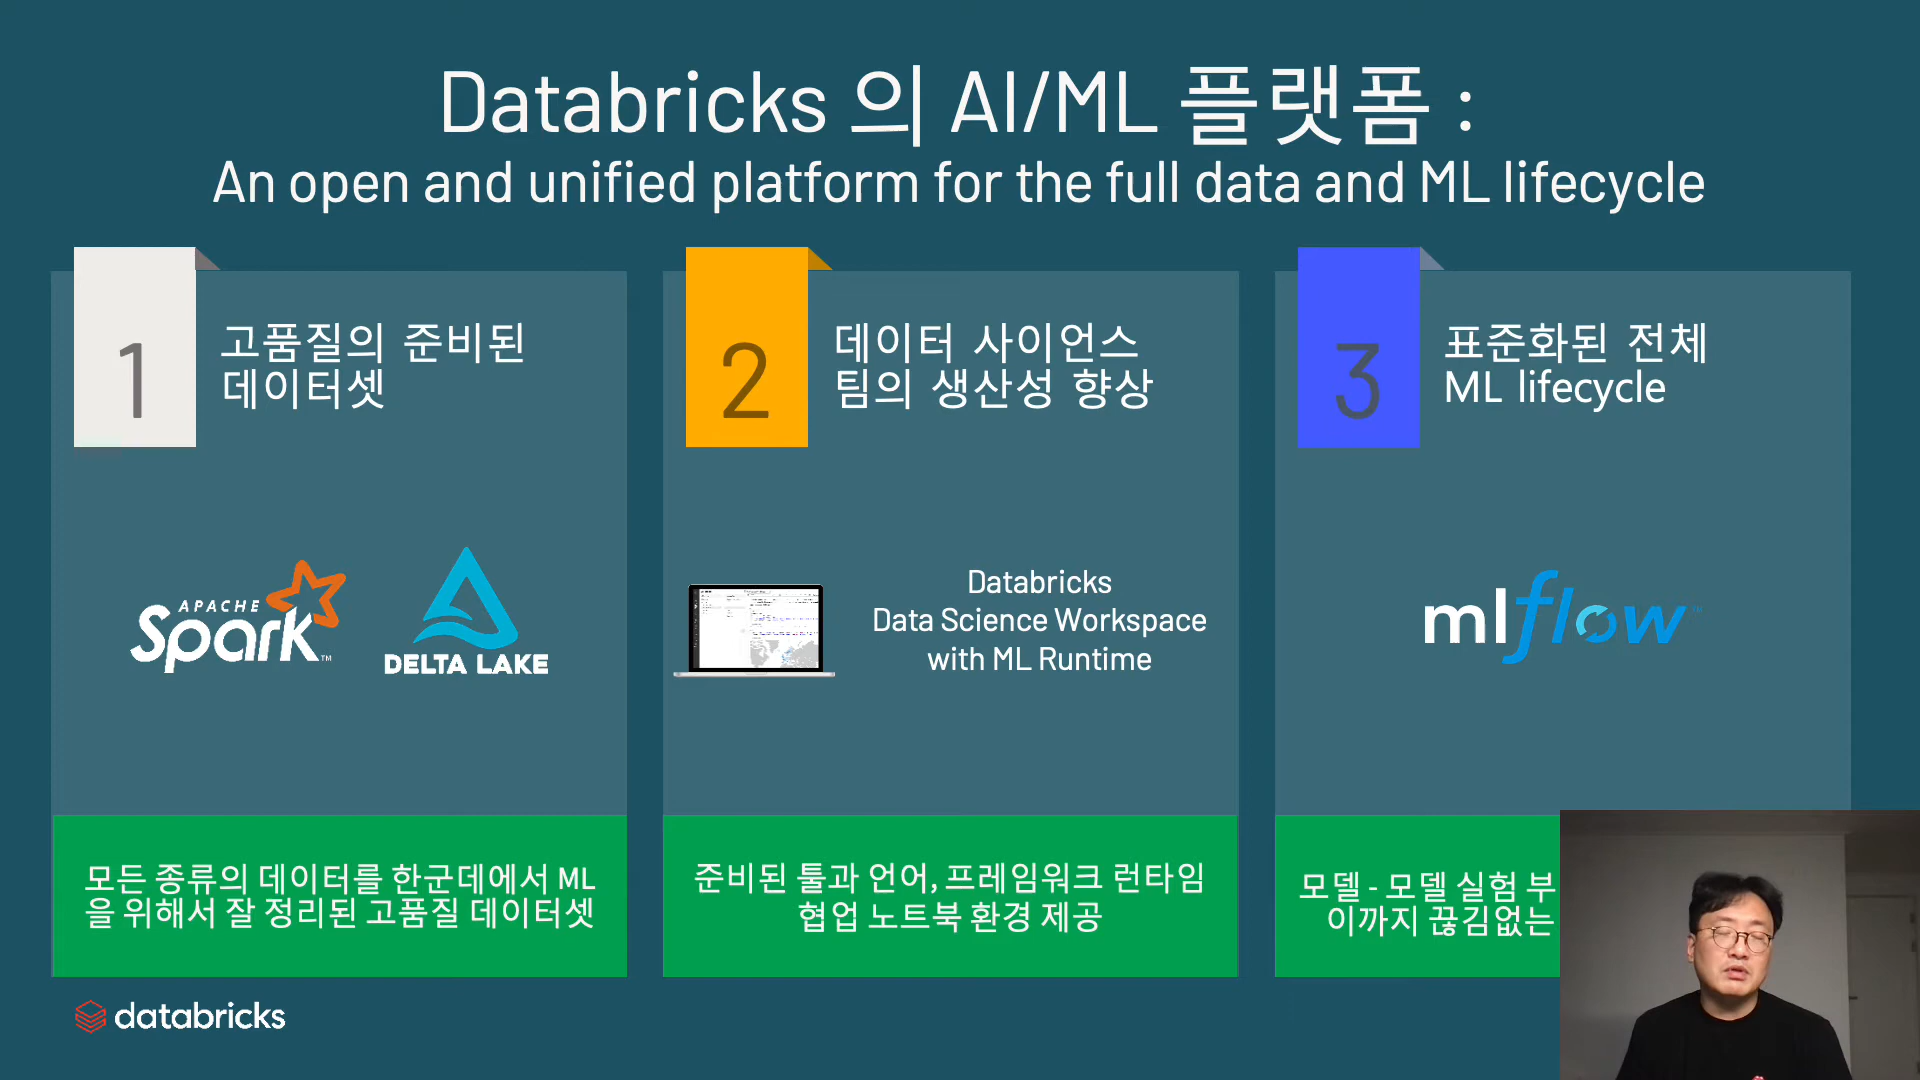 Databricks 의 AI/ML 플랫폼 :
An open and unified platform for the full data and ML lifecycle
1
고품질의 준비된
데이터셋
APACHE
Spark™
DELTA LAKE
모든 종류의 데이터를 한군데에서 ML
을 위해서 잘 정리된 고품질 데이터셋
2
데이터 사이언스
팀의 생산성 향상
Databricks
Data Science Workspace
with ML Runtime
준비된 툴과 언어, 프레임워크 런타임
협업 노트북 환경 제공
3
표준화된 전체
ML lifecycle
mlflow™
모델 - 모델 실험 부
이까지 끊김없는
databricks